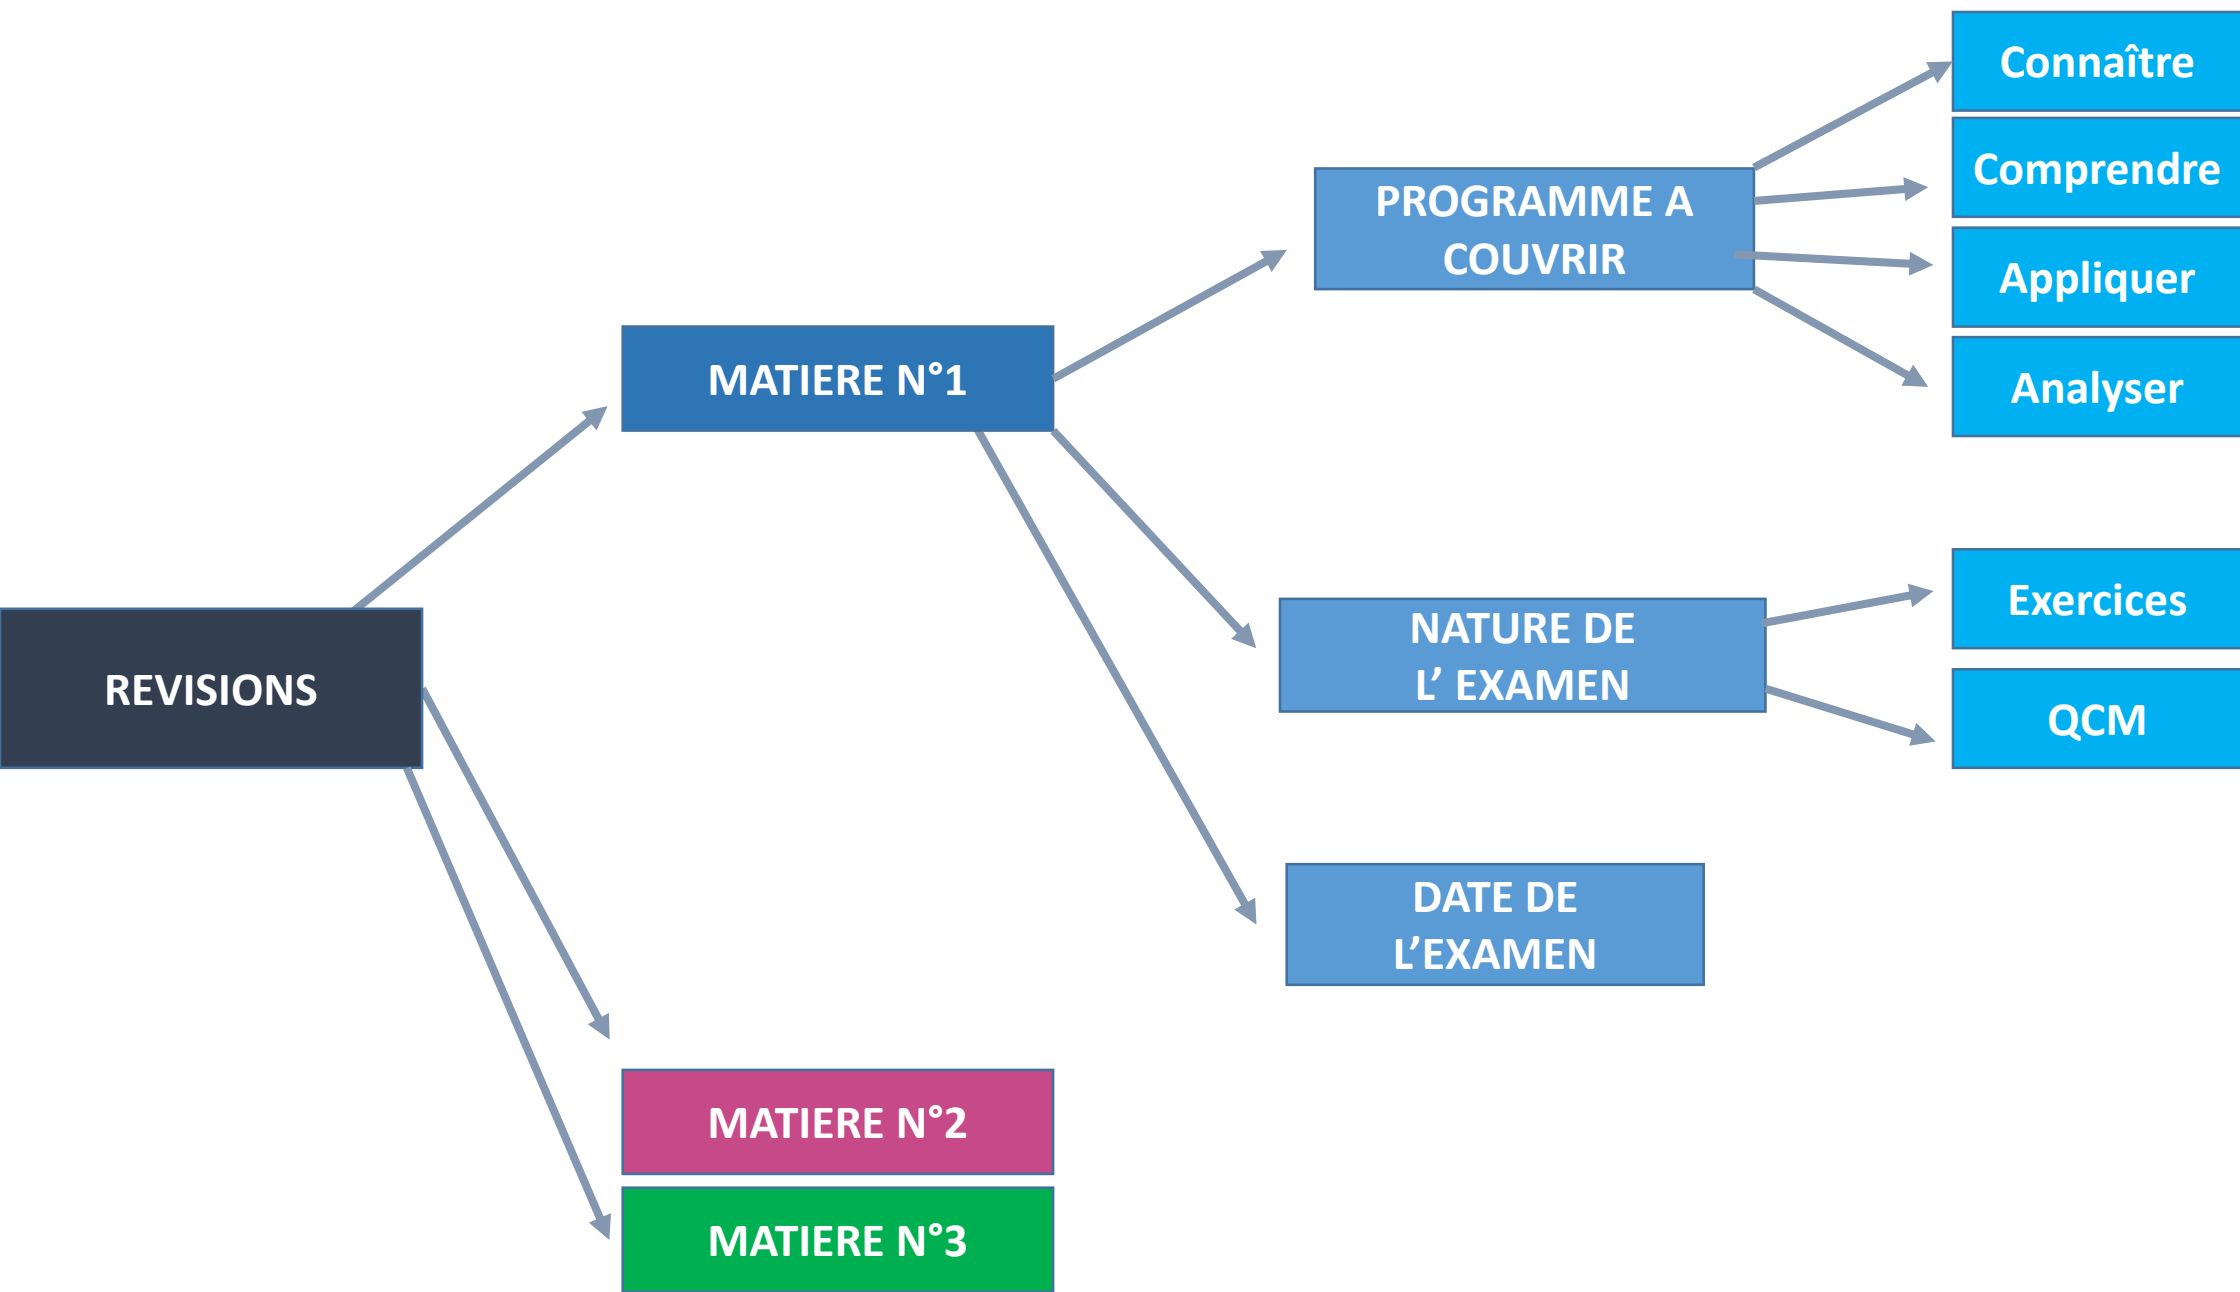 REVISIONS
MATIERE N°1
PROGRAMME A
COUVRIR
Connaître
Comprendre
Appliquer
Analyser
NATURE DE
L’ EXAMEN
Exercices
QCM
DATE DE
L’EXAMEN
MATIERE N°2
MATIERE N°3